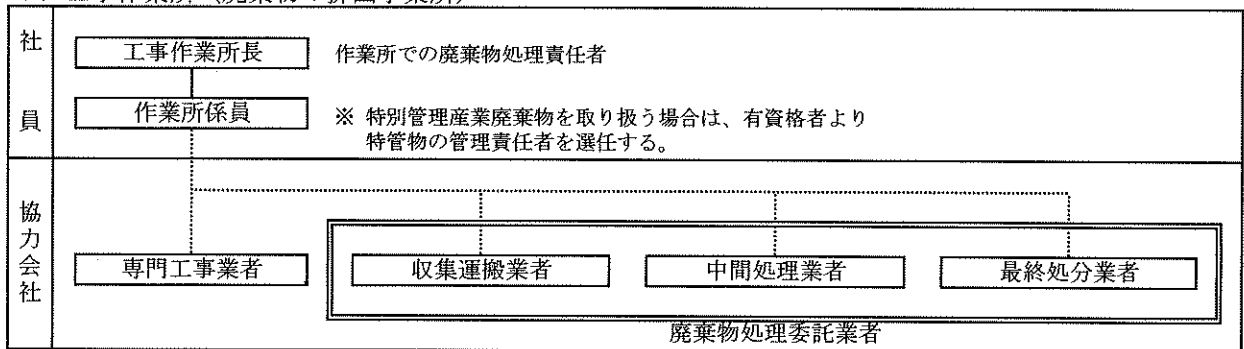 社員
工事作業所長
作業所での廃棄物処理責任者
作業所係員
※ 特別管理産業廃棄物を取り扱う場合は、有資格者より
特管物の管理責任者を選任する。
協力会社
専門工事業者
収集運搬業者
中間処理業者
最終処分業者
廃棄物処理委託業者